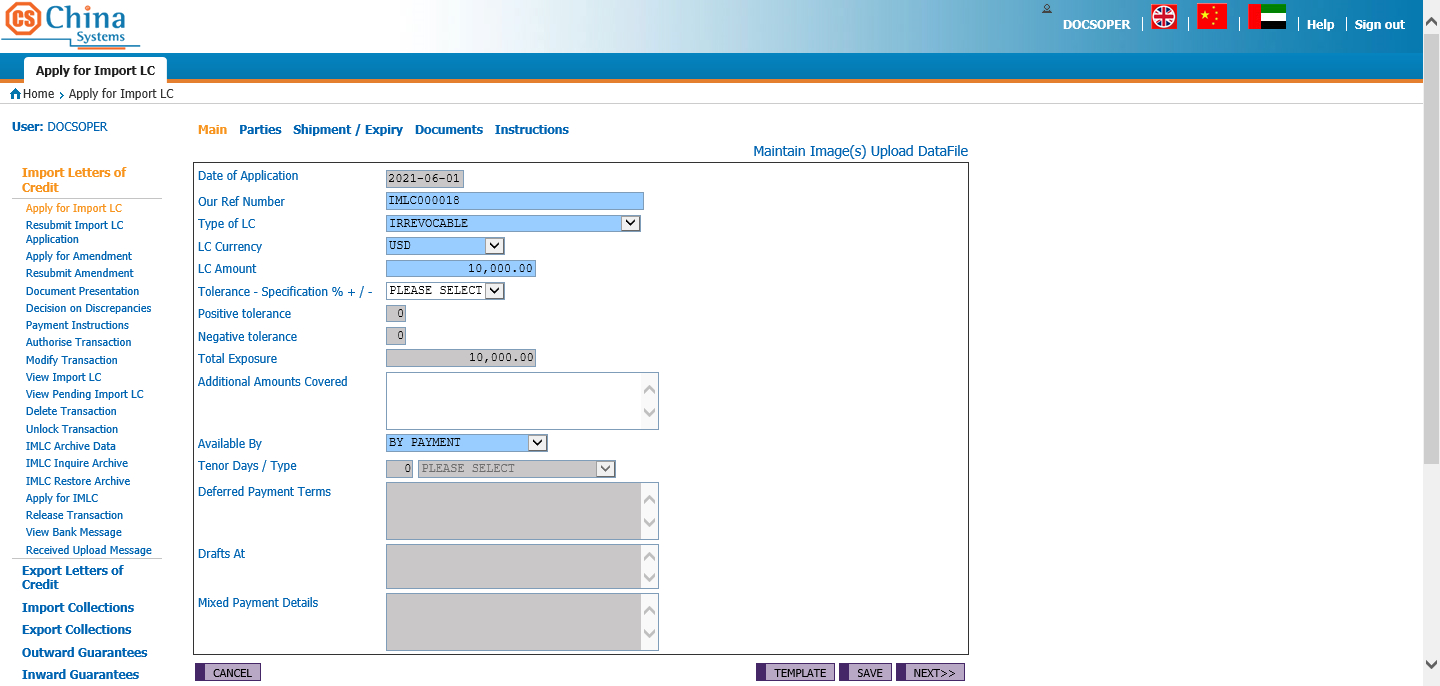 CS China
Systems
DOCSOPER Help Sign out
Apply for Import LC
Home > Apply for Import LC
User: DOCSOPER
Import Letters of
Credit
Apply for Import LC
Resubmit Import LC
Application
Apply for Amendment
Resubmit Amendment
Document Presentation
Decision on Discrepancies
Payment Instructions
Authorise Transaction
Modify Transaction
View Import LC
View Pending Import LC
Delete Transaction
Unlock Transaction
IMLC Archive Data
IMLC Inquire Archive
IMLC Restore Archive
Apply for IMLC
Release Transaction
View Bank Message
Received Upload Message
Export Letters of
Credit
Import Collections
Export Collections
Outward Guarantees
Inward Guarantees
Main Parties Shipment / Expiry Documents Instructions
Maintain Image(s) Upload DataFile
Date of Application 2021-06-01
Our Ref Number IMLC000018
Type of LC IRREVOCABLE
LC Currency USD
LC Amount 10,000.00
Tolerance - Specification % + / - PLEASE SELECT
Positive tolerance 0
Negative tolerance 0
Total Exposure 10,000.00
Additional Amounts Covered
Available By BY PAYMENT
Tenor Days / Type 0 PLEASE SELECT
Deferred Payment Terms
Drafts At
Mixed Payment Details
CANCEL TEMPLATE SAVE NEXT>>